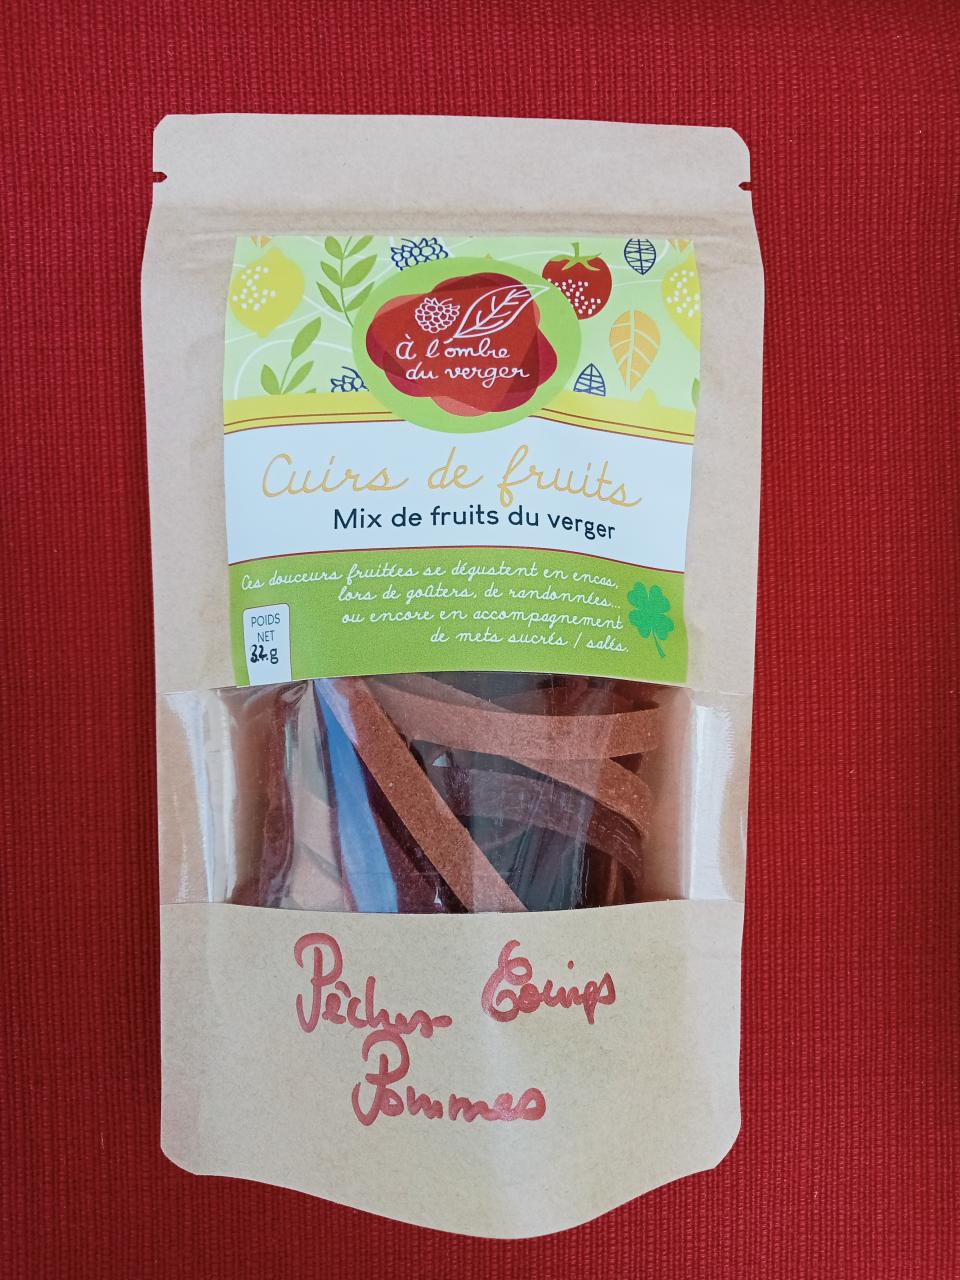 À l'ombre
du verger
Cuirs de fruits
Mix de fruits du verger
Ces douceurs fruitées se dégustent en encas,
lors de goûters, de randonnées...
ou encore en accompagnement
de mets sucrés / salés.
POIDS
NET
32 g
Pêches Coings
Pommes